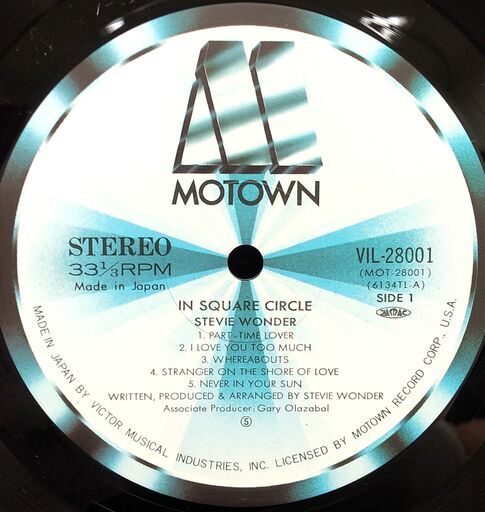 MOTOWN
STEREO
33⅓RPM
Made in Japan
VIL-28001
(MOT-28001)
(6134TL-A)
SIDE 1
JASRAC
IN SQUARE CIRCLE
STEVIE WONDER
1. PART-TIME LOVER
2. I LOVE YOU TOO MUCH
3. WHEREABOUTS
4. STRANGER ON THE SHORE OF LOVE
5. NEVER IN YOUR SUN
WRITTEN, PRODUCED & ARRANGED BY STEVIE WONDER
Associate Producer: Gary Olazabal
⑤
MADE IN JAPAN BY VICTOR MUSICAL INDUSTRIES, INC. LICENSED BY MOTOWN RECORD CORP., U.S.A.